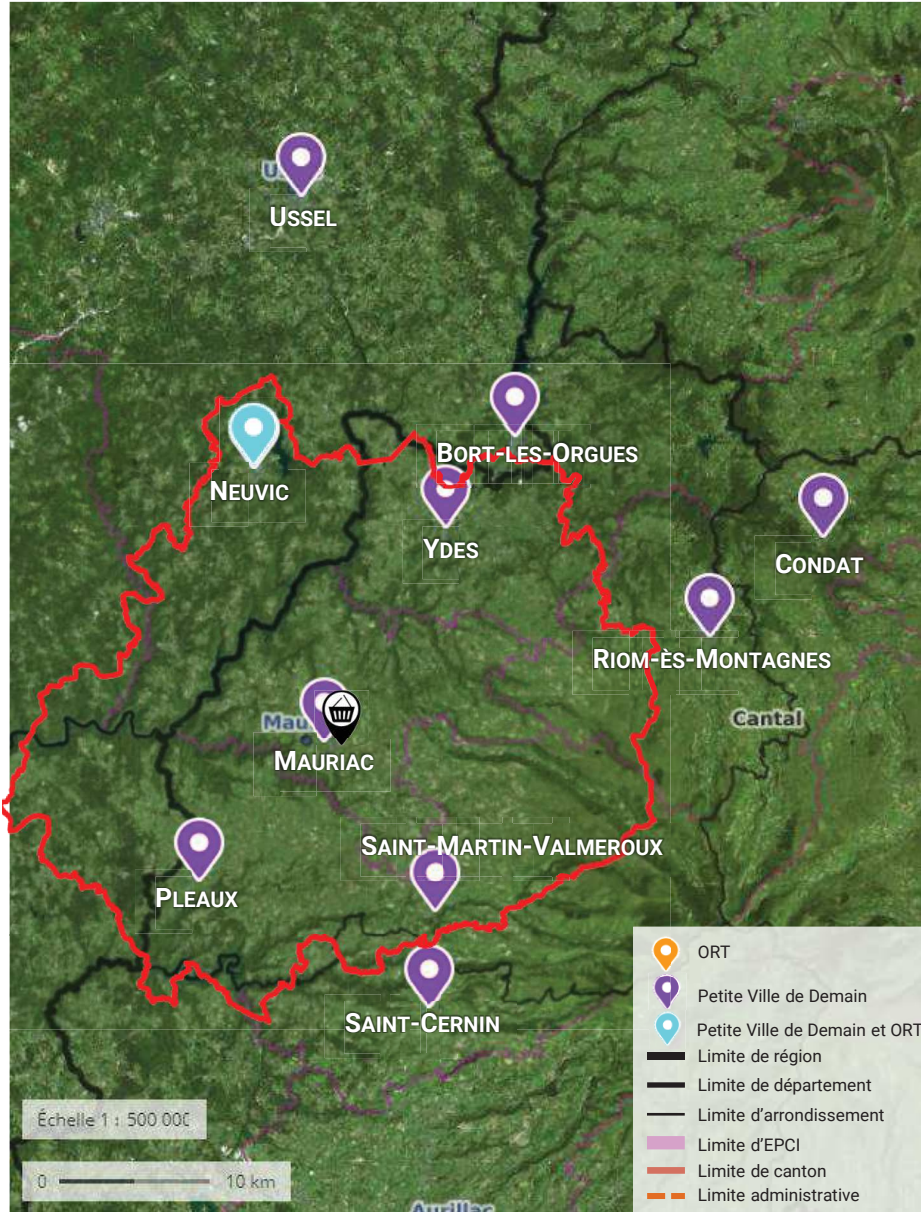 USSEL
BORT-LES-ORGUES
NEUVIC
YDES
CONDAT
RIOM-ÈS-MONTAGNES
Cantal
MAURIAC
SAINT-MARTIN-VALMEROUX
PLEAUX
SAINT-CERNIN
ORT
Petite Ville de Demain
Petite Ville de Demain et ORT
Limite de région
Limite de département
Limite d'arrondissement
Limite d'EPCI
Limite de canton
Limite administrative
Échelle 1 : 500 000
0 10 km
Aurillac